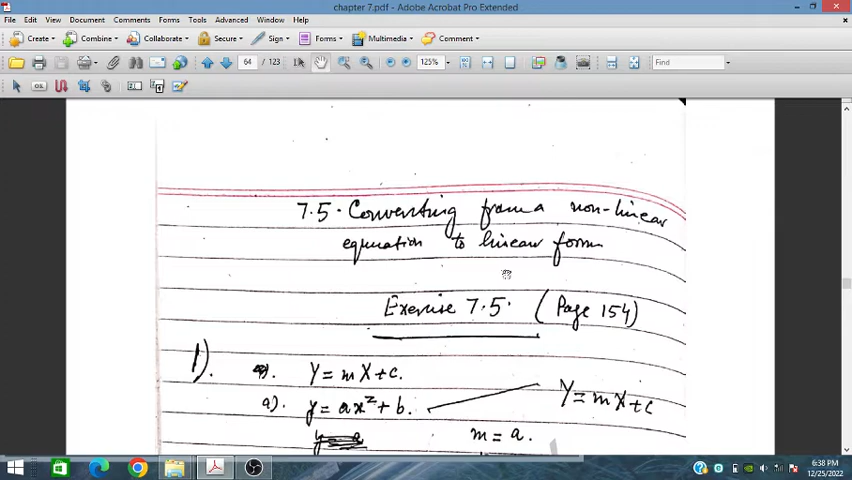 chapter 7.pdf - Adobe Acrobat Pro Extended
File Edit View Document Comments Forms Tools Advanced Window Help
Create Combine Collaborate Secure Sign Forms Multimedia Comment
64 / 123 125% Find
7.5. Converting from a non-linear
equation to linear form
Exercise 7.5. (Page 154)
1).
Y = mX + c.
a). y = ax² + b.
Y = mX + c
m = a.
6:38 PM
12/25/2022